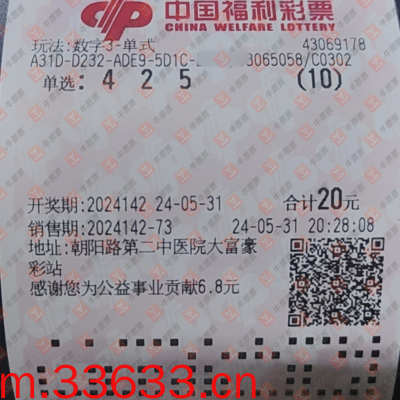 中国福利彩票
CHINA WELFARE LOTTERY
玩法:数字3-单式 43069178
A31D-D232-ADE9-5D1C- 3065058/C0302
单选: 4 2 5 (10)
开奖期:2024142 24-05-31 合计20元
销售期:2024142-73 24-05-31 20:28:08
地址:朝阳路第二中医院大富豪
彩站
感谢您为公益事业贡献6.8元
m.33633.cn